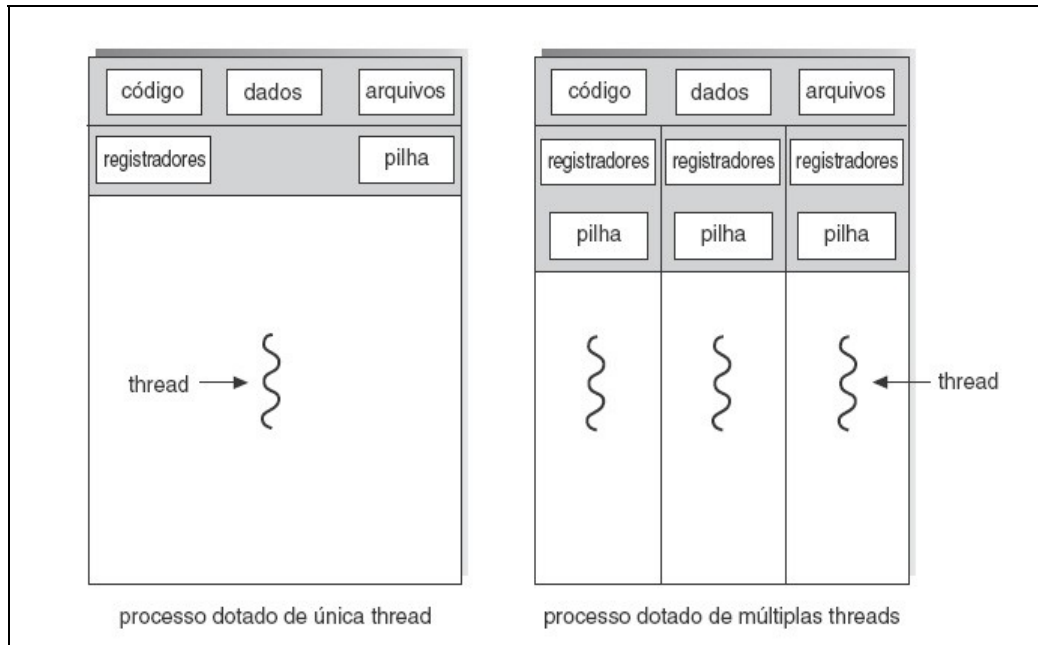 código dados arquivos
registradores pilha
thread
processo dotado de única thread
código dados arquivos
registradores registradores registradores
pilha pilha pilha
thread
processo dotado de múltiplas threads